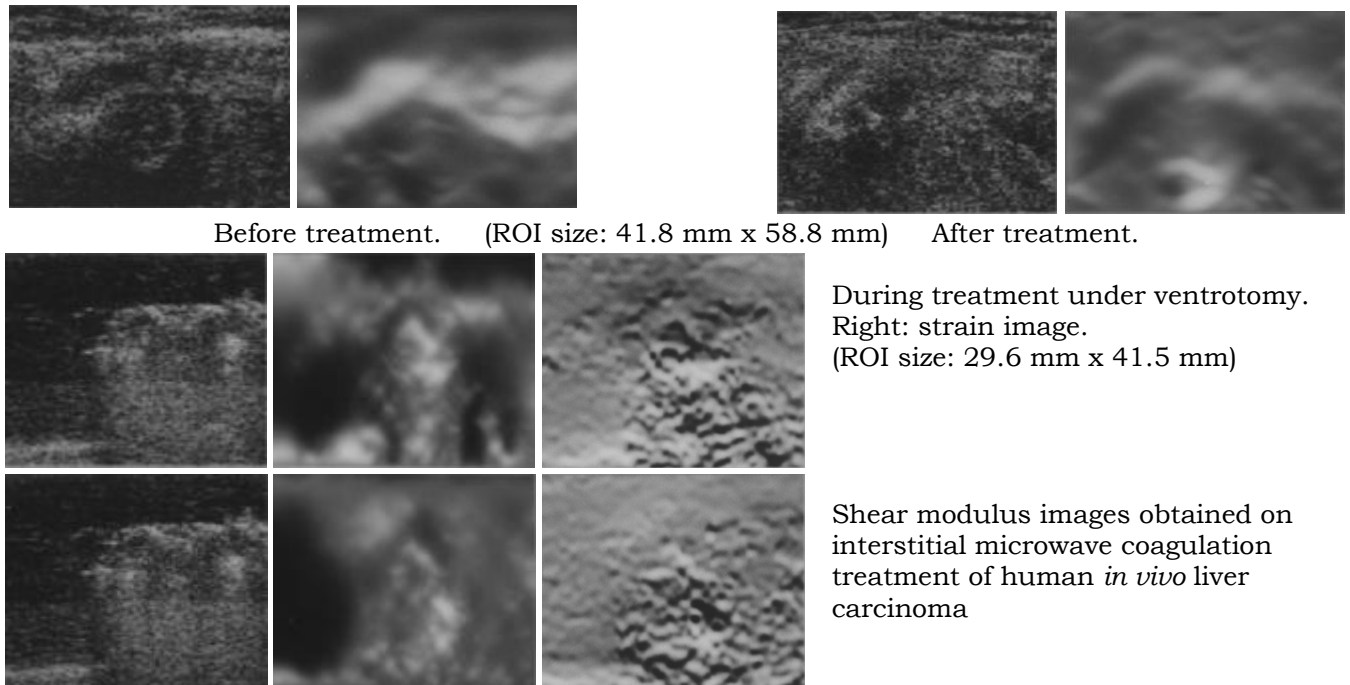 Before treatment. (ROI size: 41.8 mm x 58.8 mm) After treatment.
During treatment under ventrotomy.
Right: strain image.
(ROI size: 29.6 mm x 41.5 mm)
Shear modulus images obtained on
interstitial microwave coagulation
treatment of human in vivo liver
carcinoma